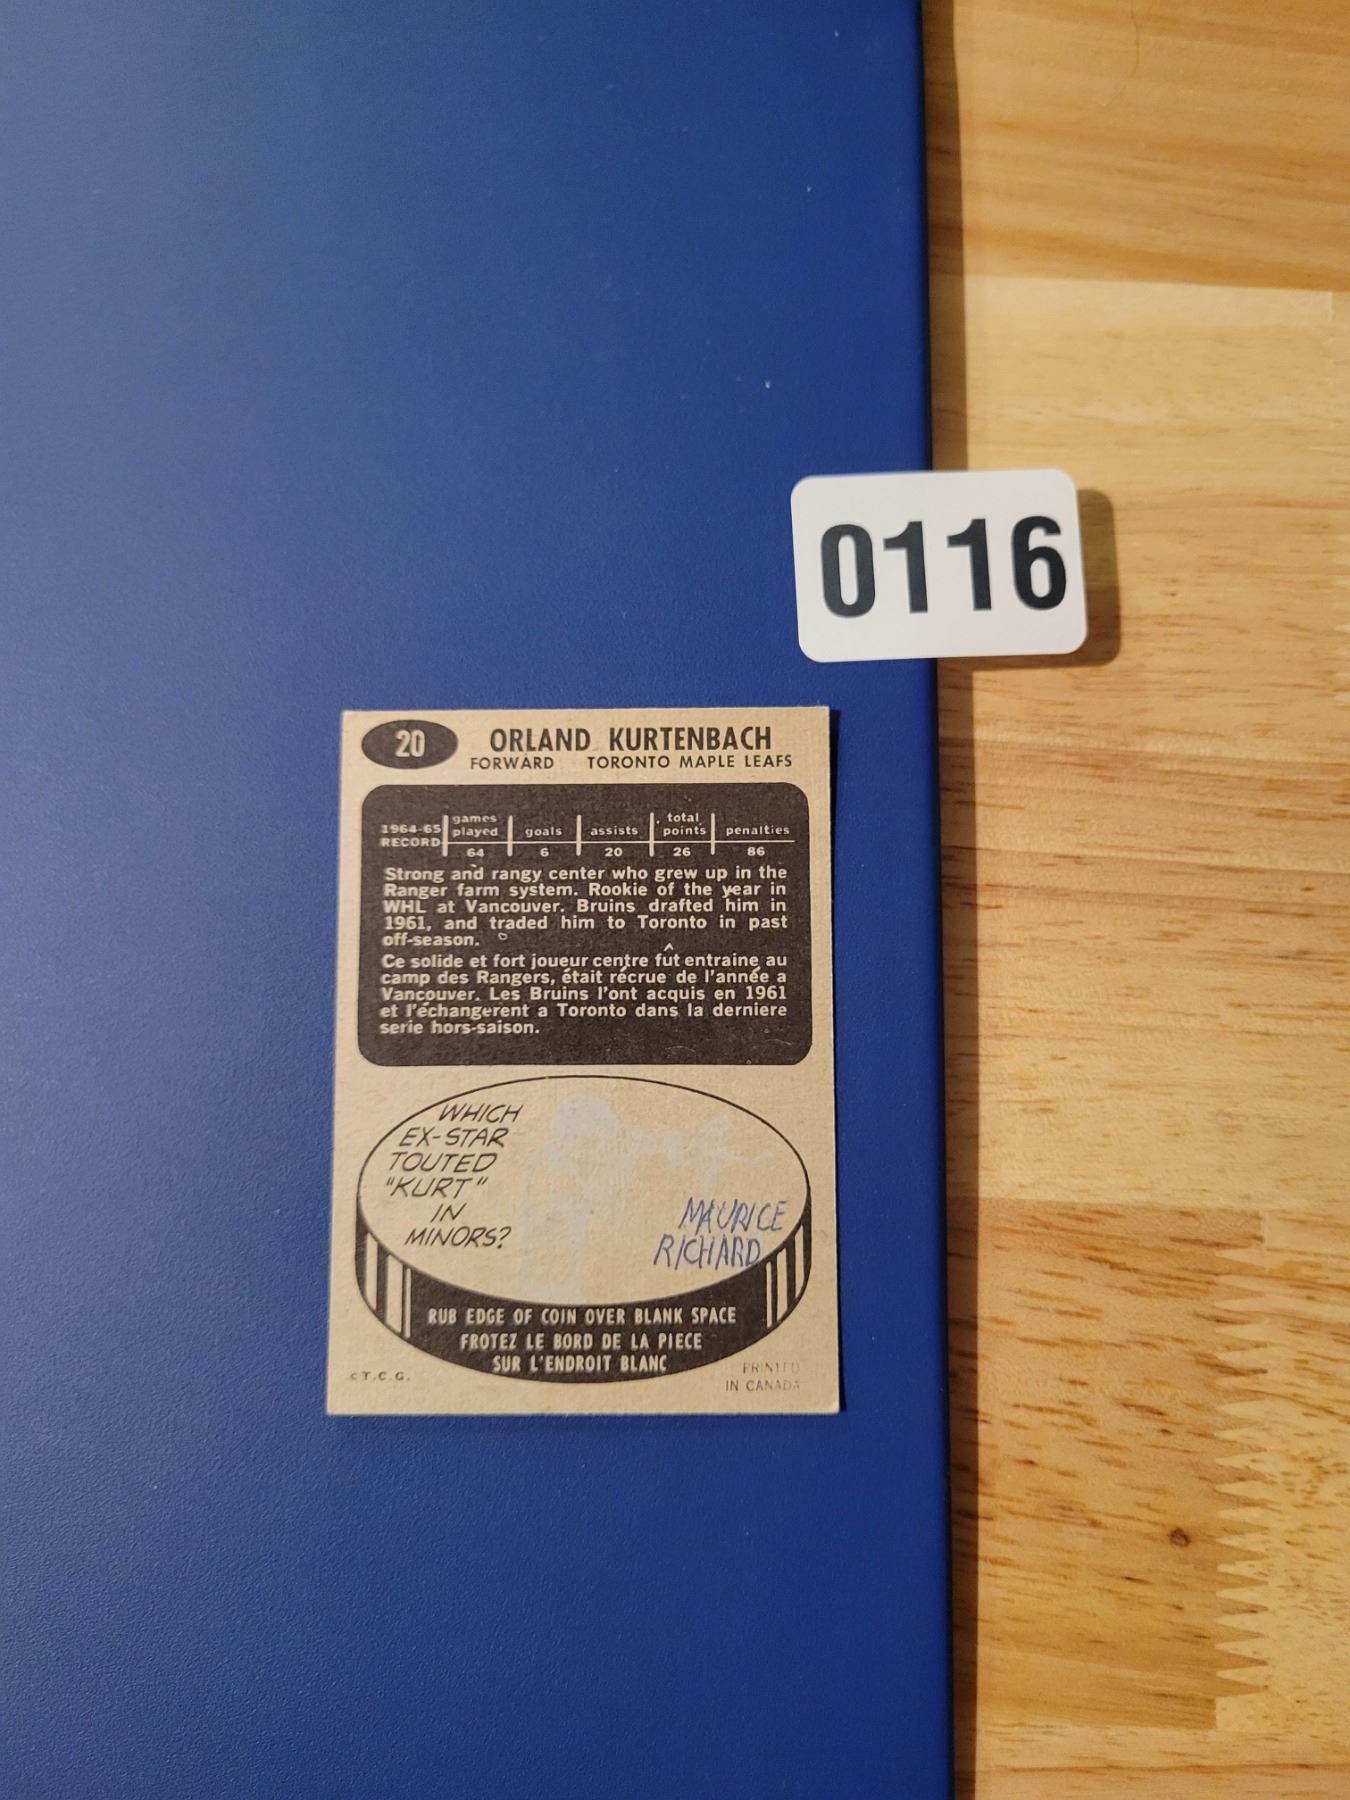 0116
20 ORLAND KURTENBACH
FORWARD TORONTO MAPLE LEAFS
1964-65 RECORD games played goals assists total points penalties
64 6 20 26 86
Strong and rangy center who grew up in the
Ranger farm system. Rookie of the year in
WHL at Vancouver. Bruins drafted him in
1961, and traded him to Toronto in past
off-season.
Ce solide et fort joueur centre fût entraine au
camp des Rangers, était récrue de l'année a
Vancouver. Les Bruins l'ont acquis en 1961
et l'échangerent a Toronto dans la derniere
serie hors-saison.
WHICH
EX-STAR
TOUTED
"KURT"
IN
MINORS?
MAURICE
RICHARD
RUB EDGE OF COIN OVER BLANK SPACE
FROTEZ LE BORD DE LA PIECE
SUR L'ENDROIT BLANC
©T.C.G.
PRINTED
IN CANADA